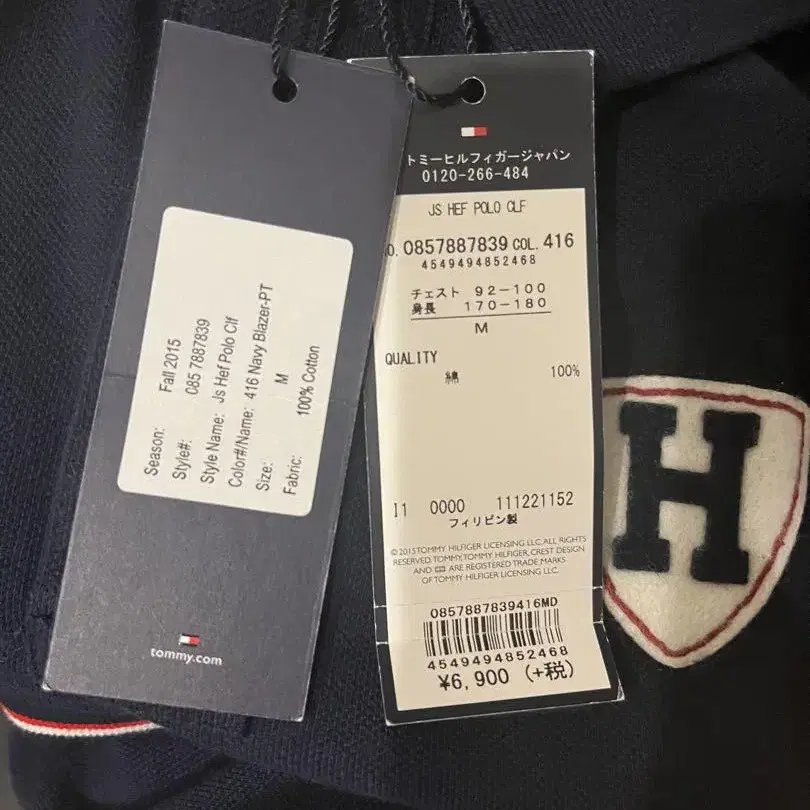 Season: Fall 2015
Style#: 085 7887839
Style Name: Js Hef Polo Clf
Color#/Name: 416 Navy Blazer-PT
Size: M
Fabric: 100% Cotton
tommy.com
トミーヒルフィガージャパン
0120-266-484
JS HEF POLO CLF
O. 0857887839 COL. 416
4549494852468
チェスト 92-100
身長 170-180
M
QUALITY
綿 100%
I1 0000 111221152
フィリピン製
©2015 TOMMY HILFIGER LICENSING LLC. ALL RIGHTS
RESERVED. TOMMY, TOMMY HILFIGER, CREST DESIGN
AND ARE REGISTERED TRADE MARKS
OF TOMMY HILFIGER LICENSING LLC.
0857887839416MD
4549494852468
¥6,900 (+税)
H